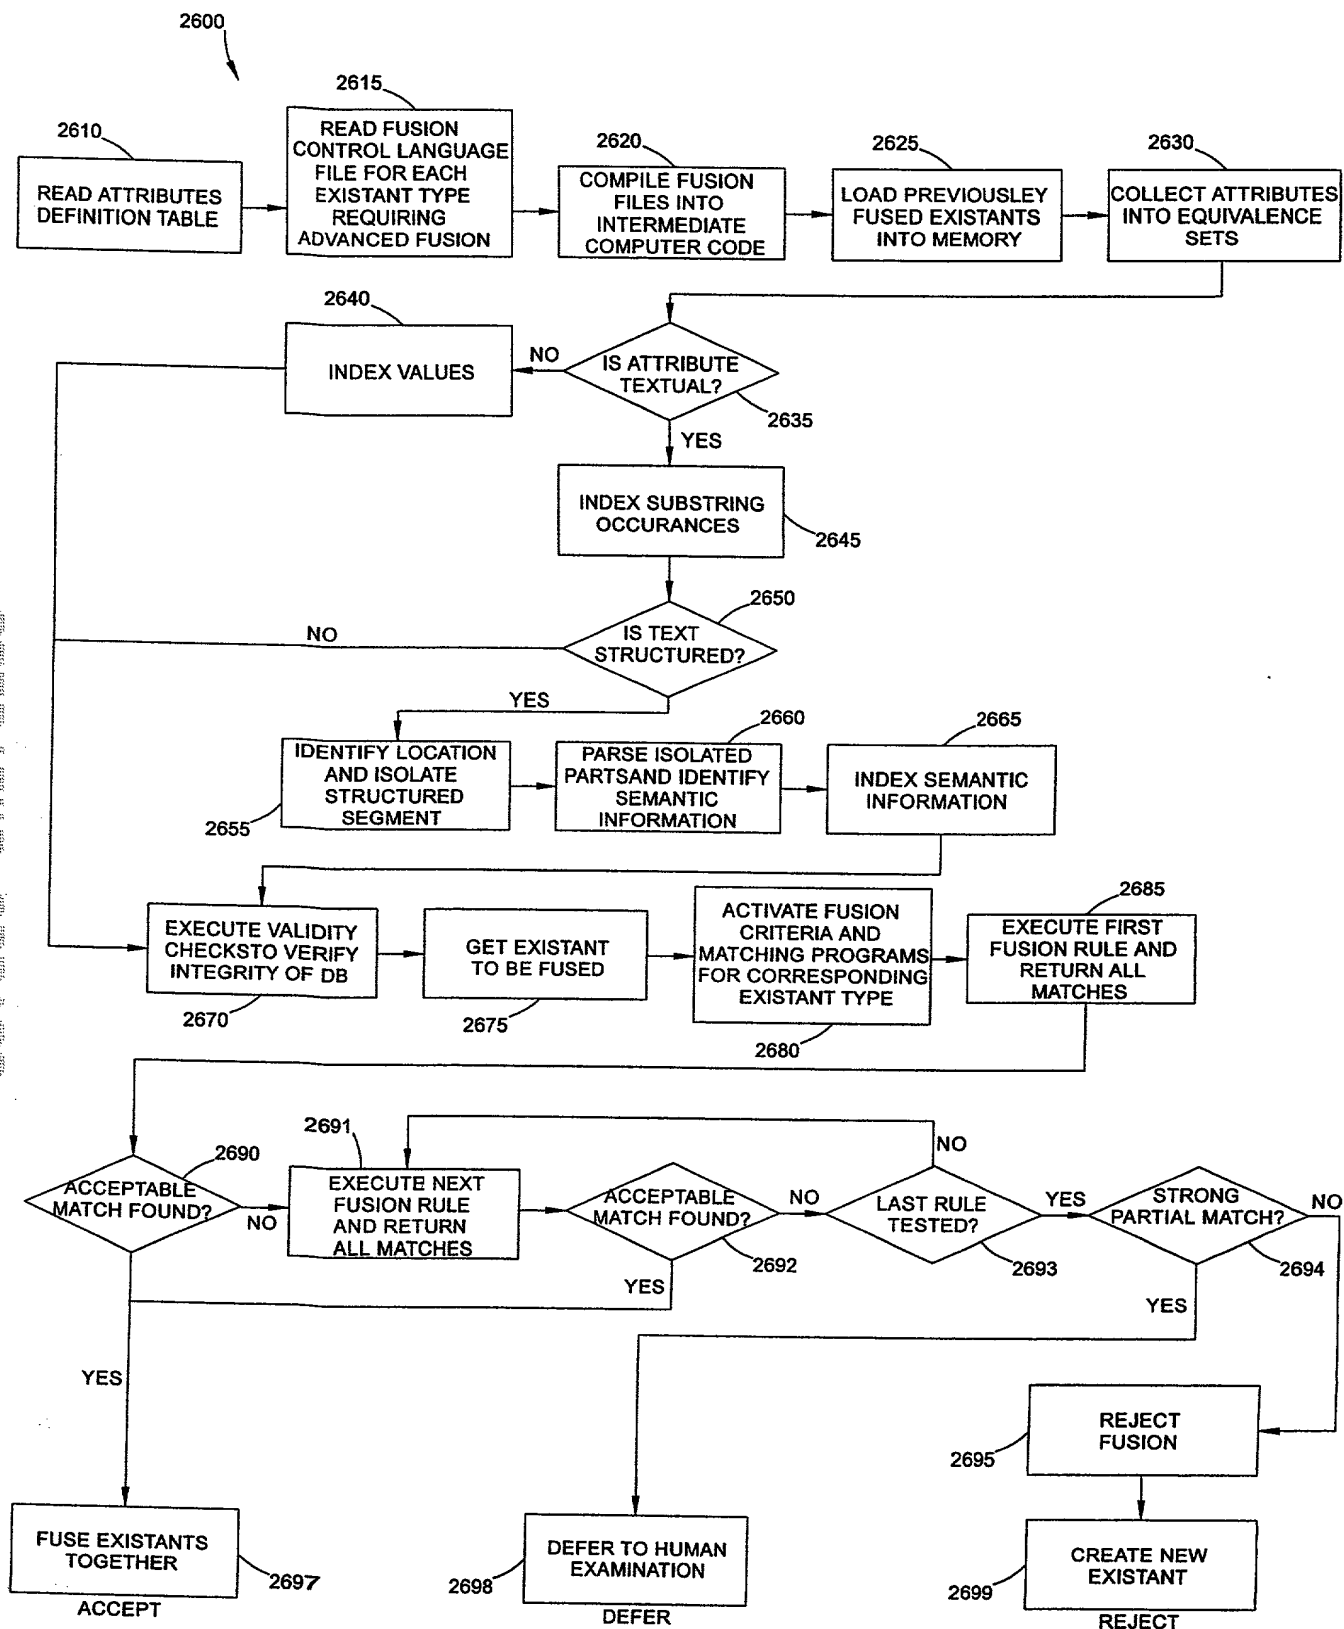 2600
2610
READ ATTRIBUTES
DEFINITION TABLE
2615
READ FUSION
CONTROL LANGUAGE
FILE FOR EACH
EXISTANT TYPE
REQUIRING
ADVANCED FUSION
2620
COMPILE FUSION
FILES INTO
INTERMEDIATE
COMPUTER CODE
2625
LOAD PREVIOUSLEY
FUSED EXISTANTS
INTO MEMORY
2630
COLLECT ATTRIBUTES
INTO EQUIVALENCE
SETS
2640
INDEX VALUES
NO
IS ATTRIBUTE
TEXTUAL?
2635
YES
INDEX SUBSTRING
OCCURANCES
2645
2650
NO
IS TEXT
STRUCTURED?
YES
IDENTIFY LOCATION
AND ISOLATE
STRUCTURED
SEGMENT
2655
2660
PARSE ISOLATED
PARTSAND IDENTIFY
SEMANTIC
INFORMATION
2665
INDEX SEMANTIC
INFORMATION
EXECUTE VALIDITY
CHECKSTO VERIFY
INTEGRITY OF DB
2670
GET EXISTANT
TO BE FUSED
2675
ACTIVATE FUSION
CRITERIA AND
MATCHING PROGRAMS
FOR CORRESPONDING
EXISTANT TYPE
2680
2685
EXECUTE FIRST
FUSION RULE AND
RETURN ALL
MATCHES
2690
ACCEPTABLE
MATCH FOUND?
NO
2691
EXECUTE NEXT
FUSION RULE
AND RETURN
ALL MATCHES
ACCEPTABLE
MATCH FOUND?
2692
NO
YES
NO
LAST RULE
TESTED?
2693
YES
STRONG
PARTIAL MATCH?
2694
NO
YES
YES
REJECT
FUSION
2695
FUSE EXISTANTS
TOGETHER
2697
ACCEPT
DEFER TO HUMAN
EXAMINATION
2698
DEFER
CREATE NEW
EXISTANT
2699
REJECT